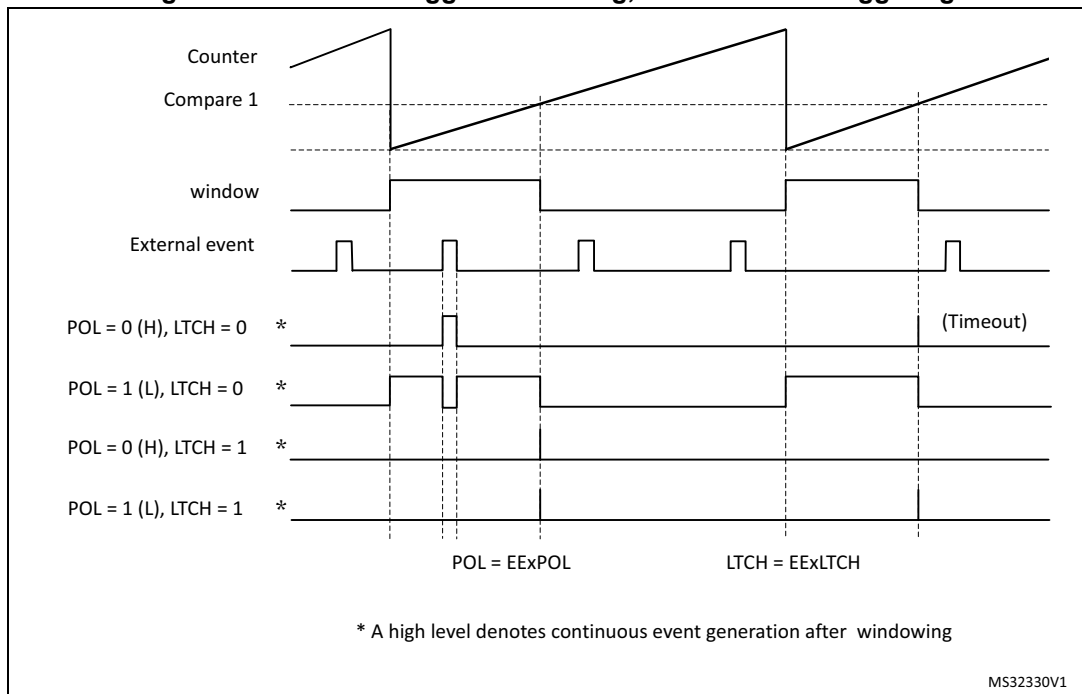 Counter
Compare 1
window
External event
POL = 0 (H), LTCH = 0 *
(Timeout)
POL = 1 (L), LTCH = 0 *
POL = 0 (H), LTCH = 1 *
POL = 1 (L), LTCH = 1 *
POL = EExPOL LTCH = EExLTCH
* A high level denotes continuous event generation after windowing
MS32330V1